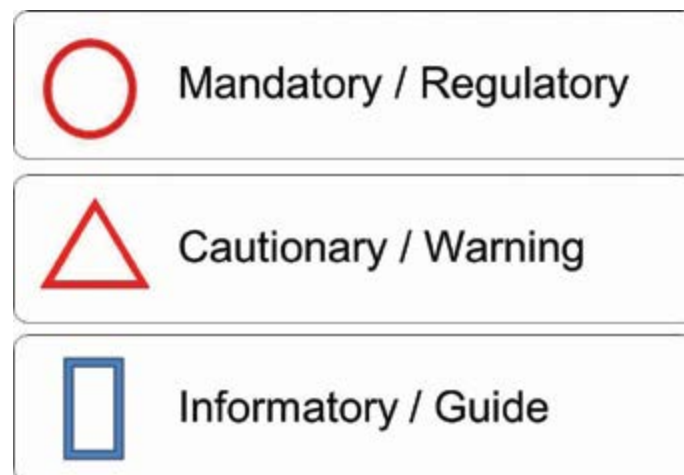 Mandatory / Regulatory
Cautionary / Warning
Informatory / Guide